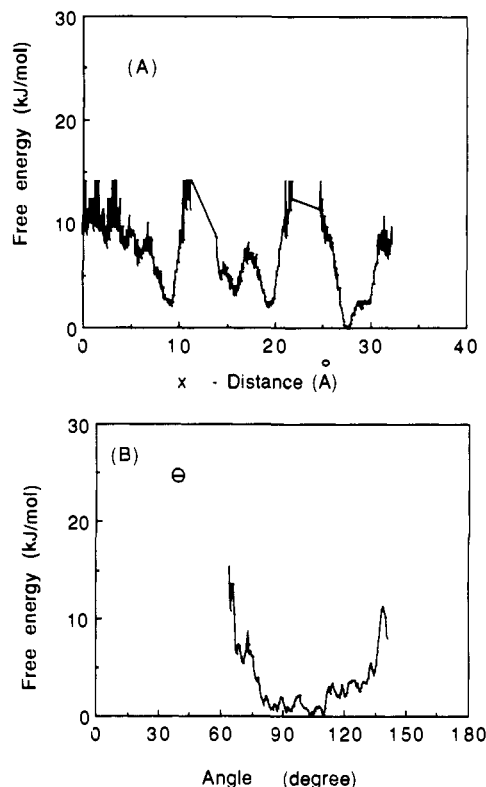 30
(A)
20
10
0
Free energy (kJ/mol)
0 10 20 30 40
x - Distance (Å)
30
(B)
Θ
20
10
0
Free energy (kJ/mol)
0 30 60 90 120 150 180
Angle (degree)